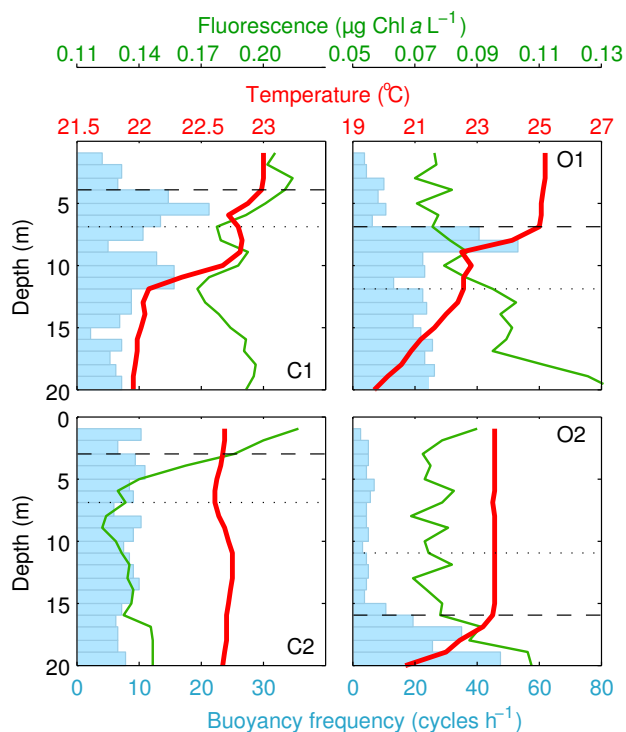 Fluorescence (µg Chl a L⁻¹)
0.11 0.14 0.17 0.20 0.05 0.07 0.09 0.11 0.13
Temperature (°C)
21.5 22 22.5 23 19 21 23 25 27
Depth (m)
5
10
15
20
C1
O1
Depth (m)
0
5
10
15
20
C2
O2
0 10 20 30 0 20 40 60 80
Buoyancy frequency (cycles h⁻¹)